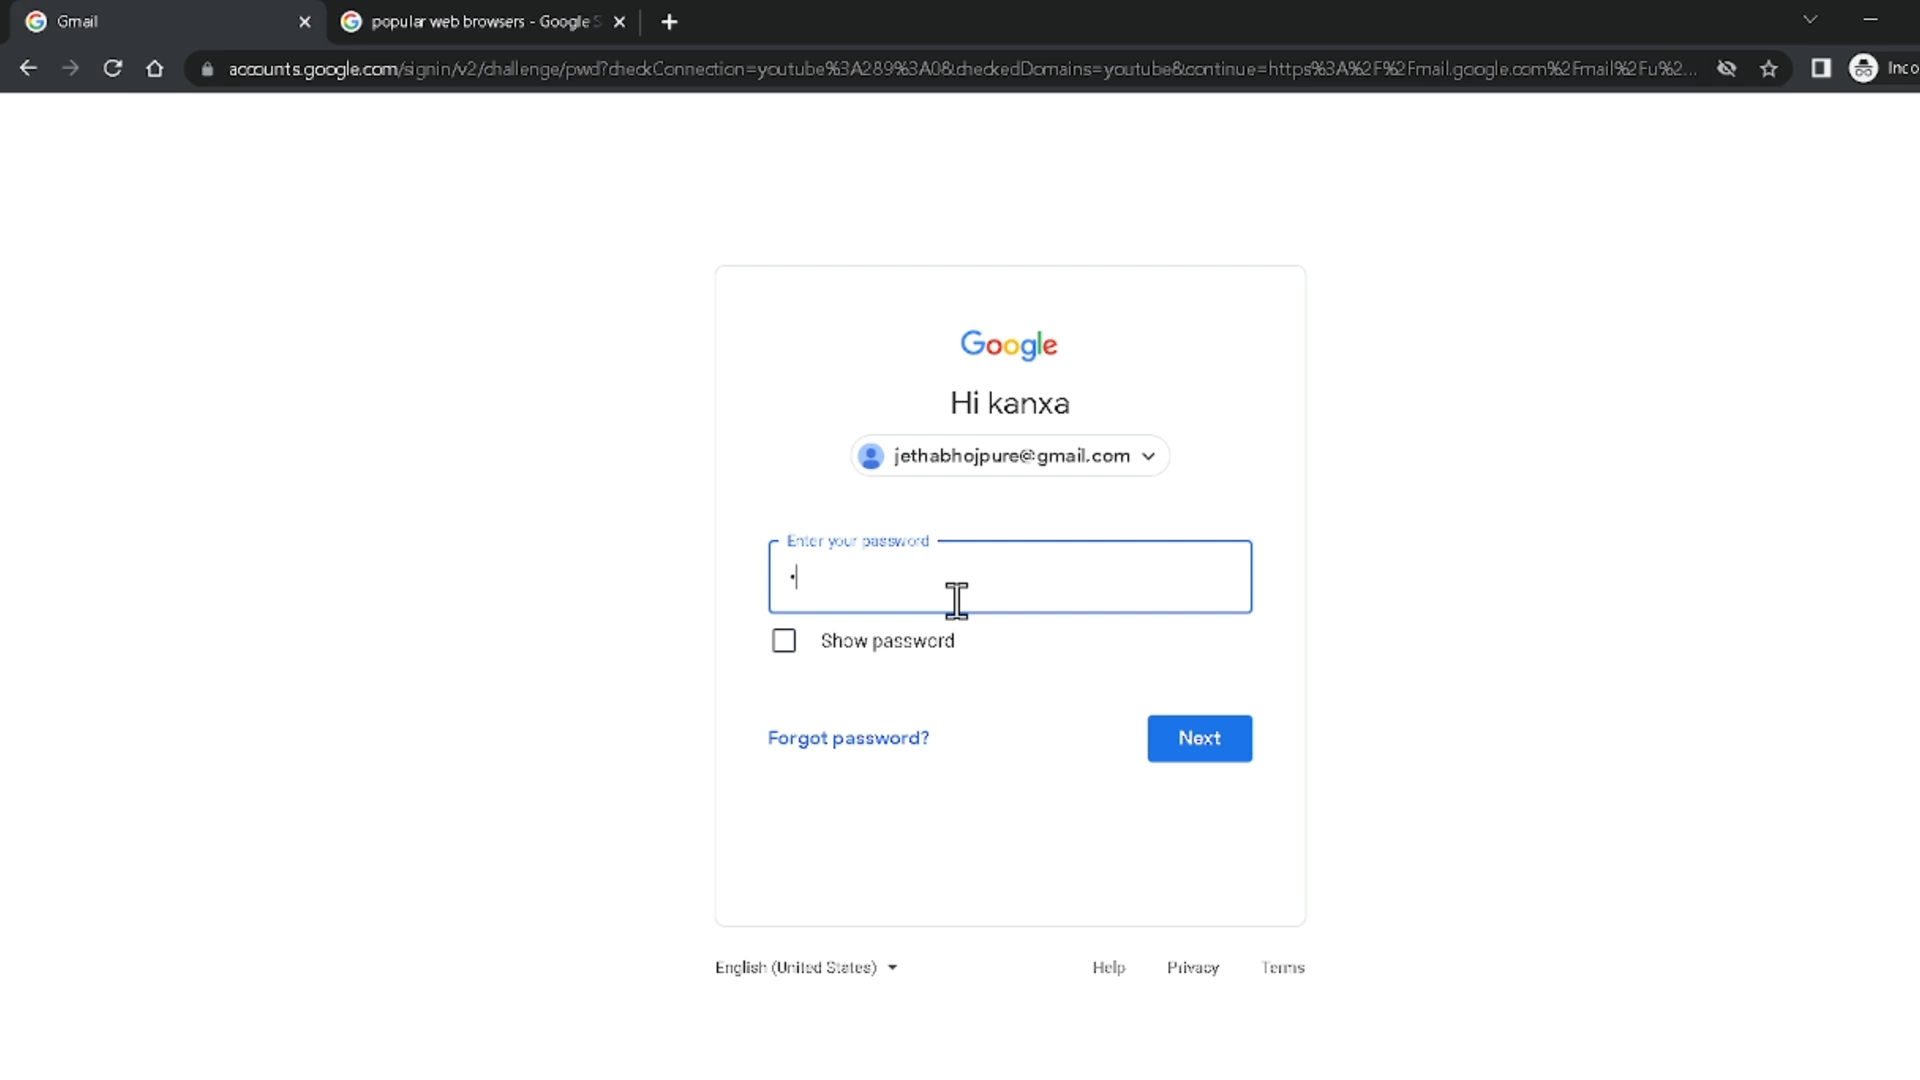 Gmail
popular web browsers - Google S
accounts.google.com/signin/v2/challenge/pwd?checkConnection=youtube%3A289%3A0&checkedDomains=youtube&continue=https%3A%2F%2Fmail.google.com%2Fmail%2Fu%2...
Inco
Google
Hi kanxa
jethabhojpure@gmail.com
Enter your password
Show password
Forgot password?
Next
English (United States)
Help
Privacy
Terms